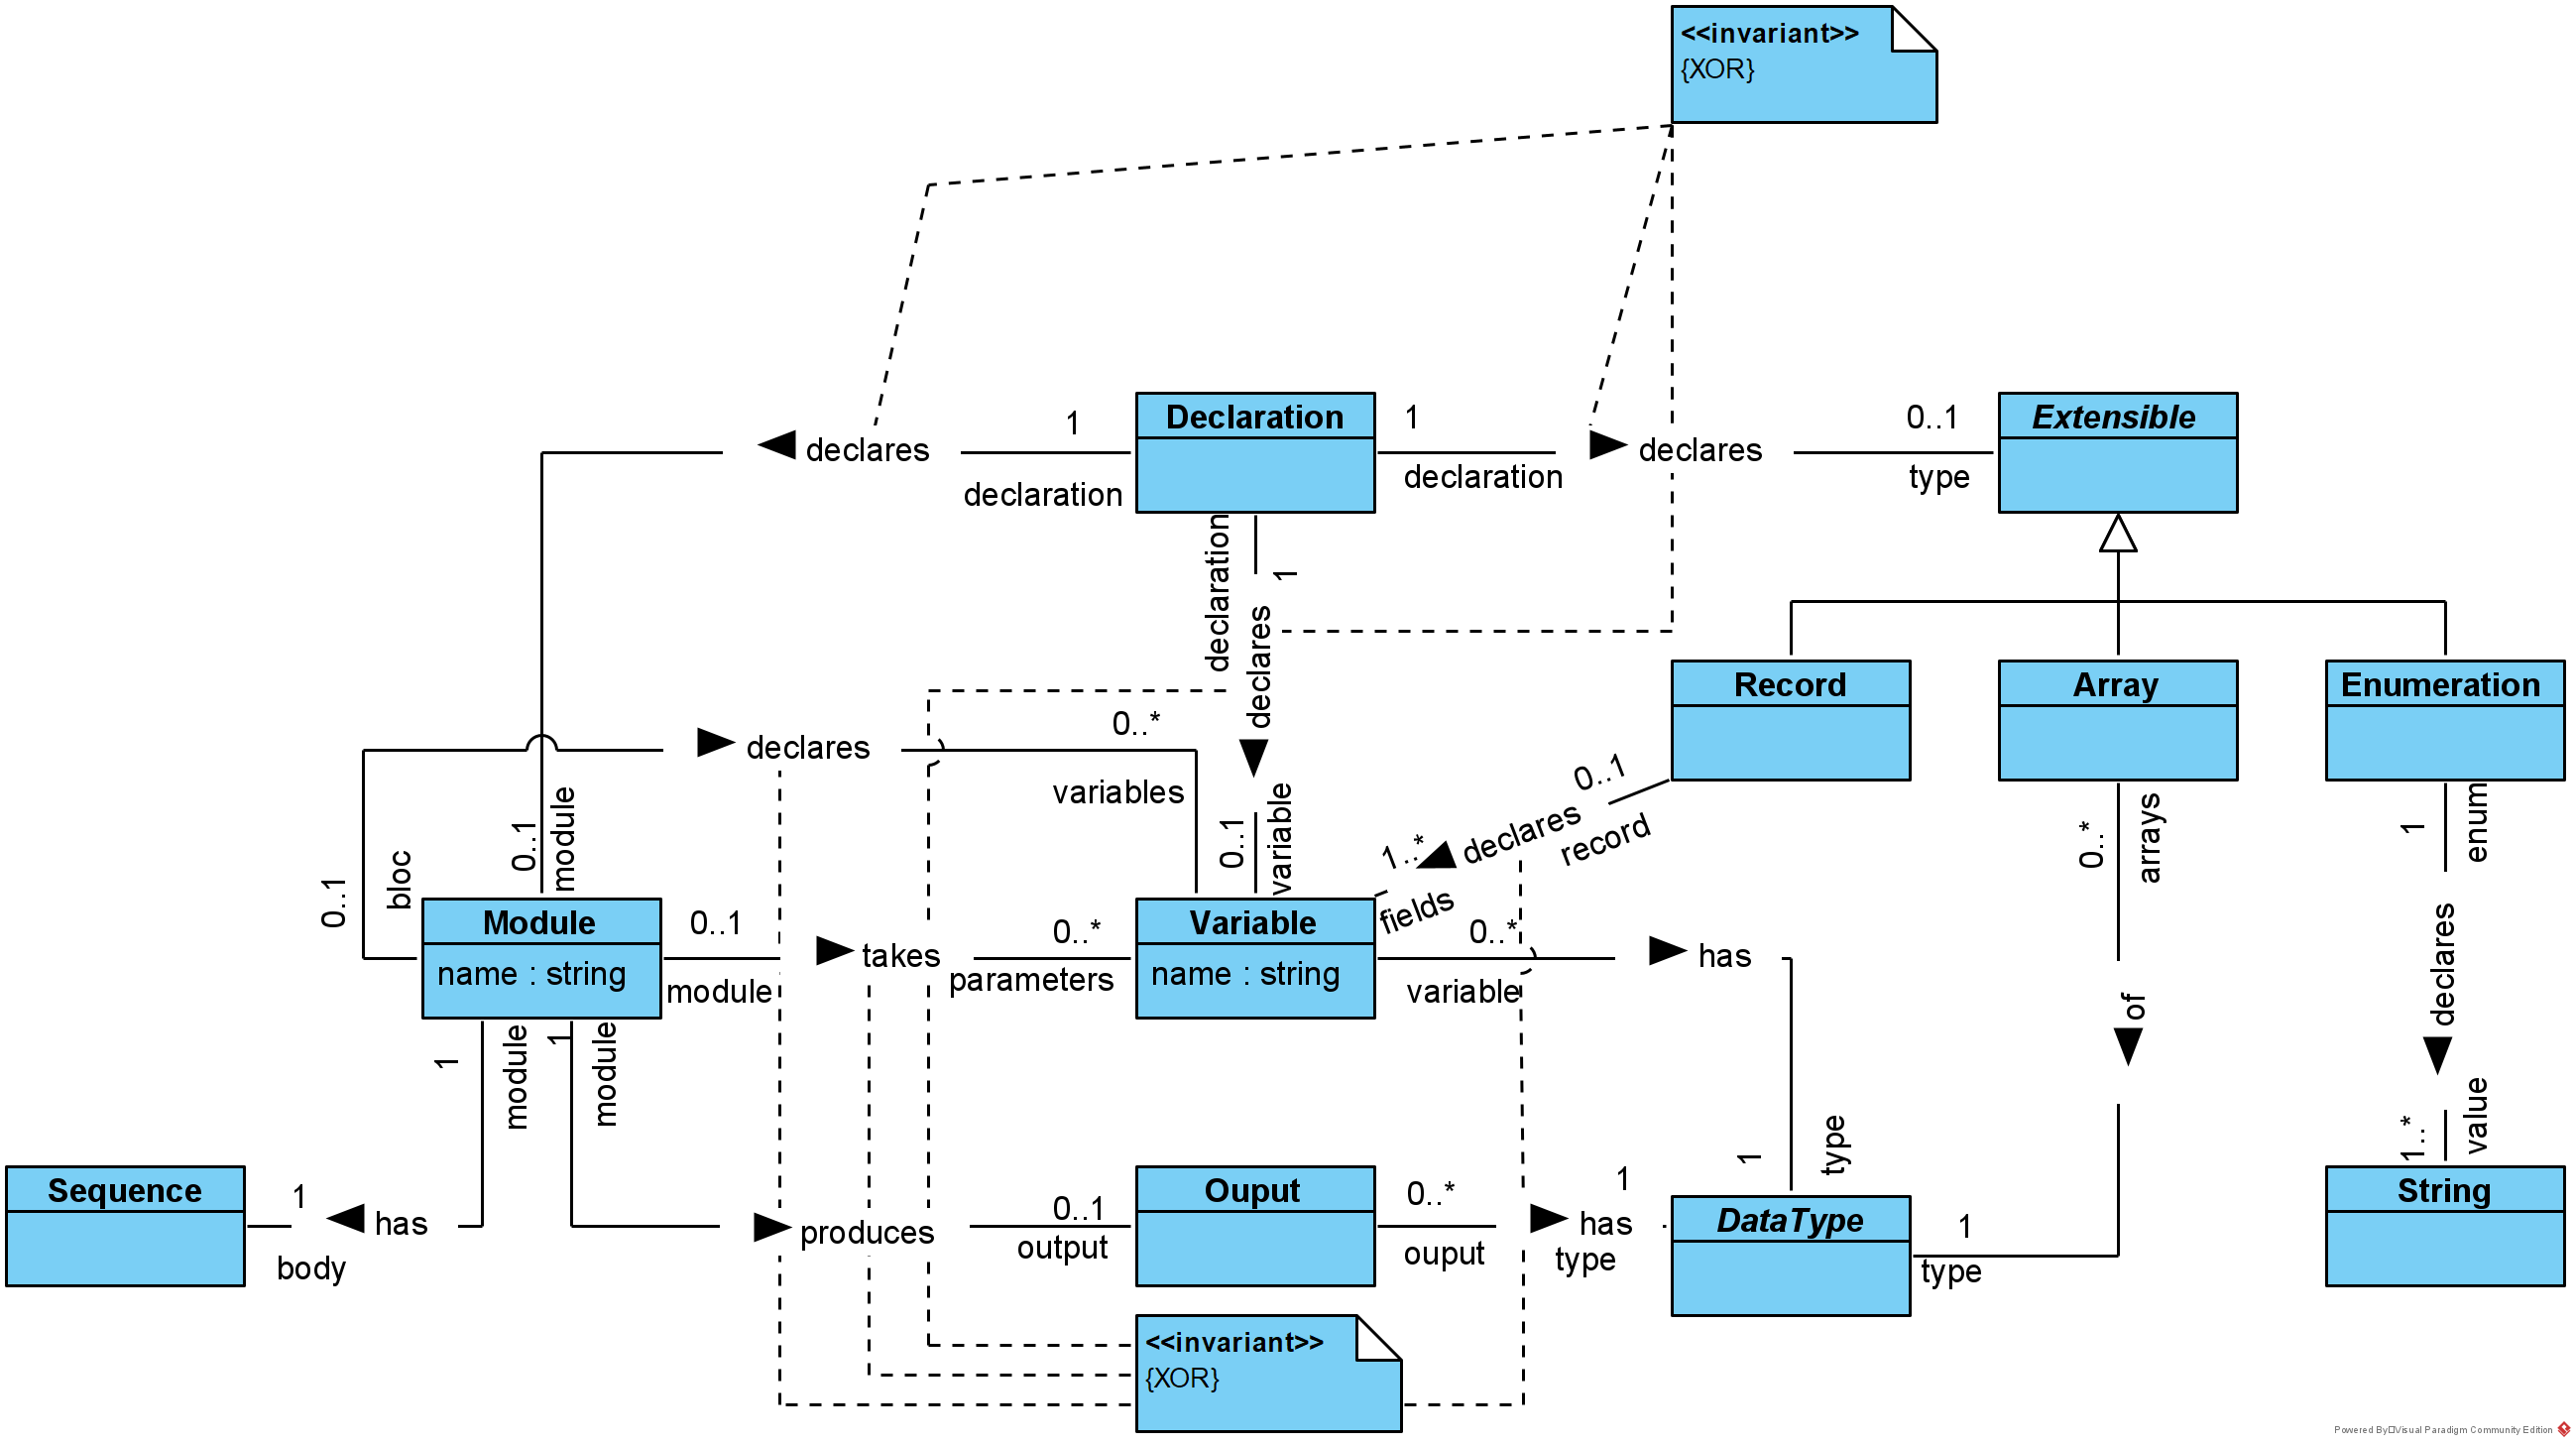 <<invariant>>
{XOR}
Declaration
Extensible
1
1
0..1
declares
declares
declaration
declaration
type
declaration
1
declares
Record
Array
Enumeration
0..*
declares
variables
0..1
module
0..1
variable
0..1
declares
record
1..*
fields
0..*
arrays
1
enum
0..1
bloc
Module
name : string
0..1
takes
module
0..*
parameters
Variable
name : string
0..*
variable
has
of
declares
1
module
1
module
1
type
1..*
value
Sequence
1
has
body
produces
0..1
output
Ouput
0..*
ouput
1
has
type
DataType
1
type
String
<<invariant>>
{XOR}
Powered By Visual Paradigm Community Edition